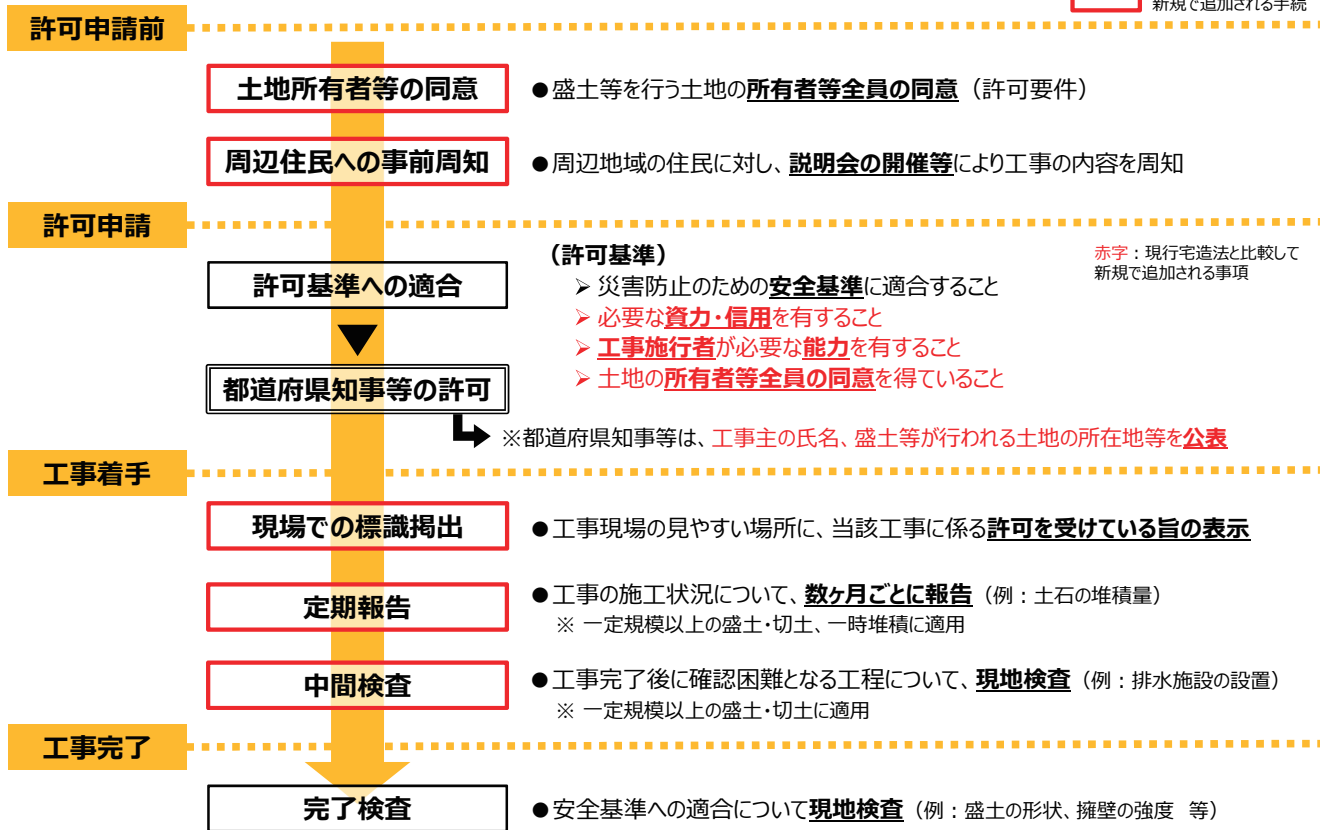 新規で追加される手続
許可申請前
土地所有者等の同意
●盛土等を行う土地の所有者等全員の同意（許可要件）
周辺住民への事前周知
●周辺地域の住民に対し、説明会の開催等により工事の内容を周知
許可申請
（許可基準）
赤字：現行宅造法と比較して
新規で追加される事項
許可基準への適合
➢ 災害防止のための安全基準に適合すること
➢ 必要な資力・信用を有すること
➢ 工事施行者が必要な能力を有すること
➢ 土地の所有者等全員の同意を得ていること
都道府県知事等の許可
※都道府県知事等は、工事主の氏名、盛土等が行われる土地の所在地等を公表
工事着手
現場での標識掲出
●工事現場の見やすい場所に、当該工事に係る許可を受けている旨の表示
定期報告
●工事の施工状況について、数ヶ月ごとに報告（例：土石の堆積量）
※ 一定規模以上の盛土・切土、一時堆積に適用
中間検査
●工事完了後に確認困難となる工程について、現地検査（例：排水施設の設置）
※ 一定規模以上の盛土・切土に適用
工事完了
完了検査
●安全基準への適合について現地検査（例：盛土の形状、擁壁の強度 等）